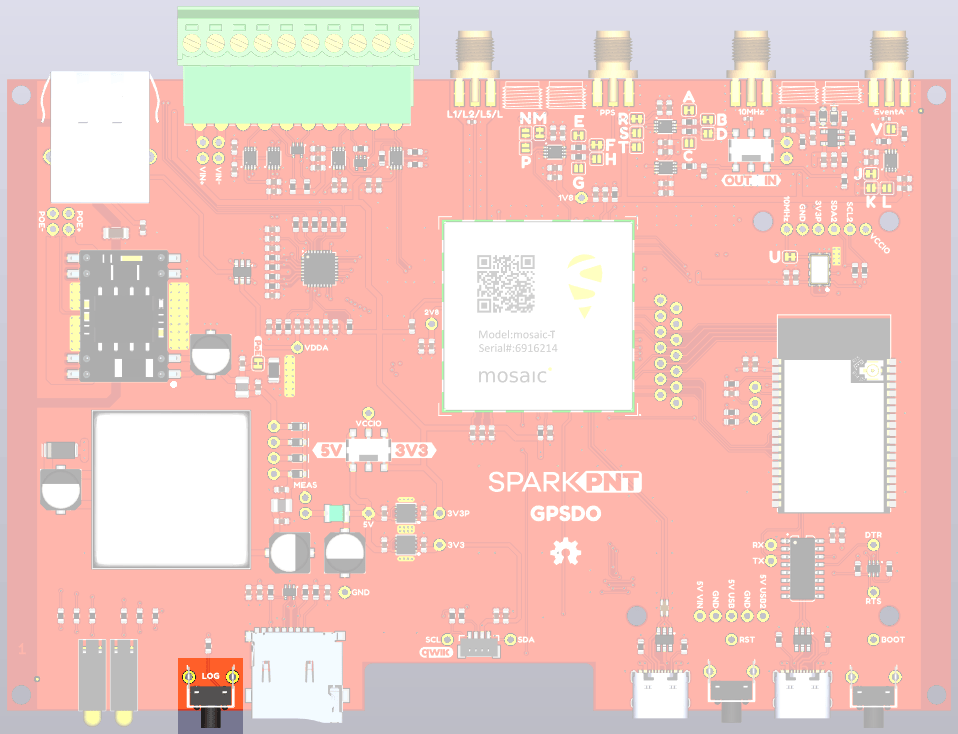 L1/L2/L5/L
PPS
10MHz
EventA
N M
E
R
S
T
A
B
D
C
V
P
F
H
G
OUT IN
J
K L
VIN+
VIN-
1V8
POE-
POE+
10MHz
GND
3V3P
SDA2
SCL2
VCCIO
U
2V8
Model:mosaic-T
Serial#:6916214
mosaic
PoE
VDDA
VCCIO
5V
3V3
MEAS
SPARKPNT
GPSDO
5V
3V3P
3V3
GND
RX
TX
DTR
RTS
5V VIN
GND
5V USB
GND
5V USB2
SCL
SDA
QWIIC
RST
BOOT
1
LOG